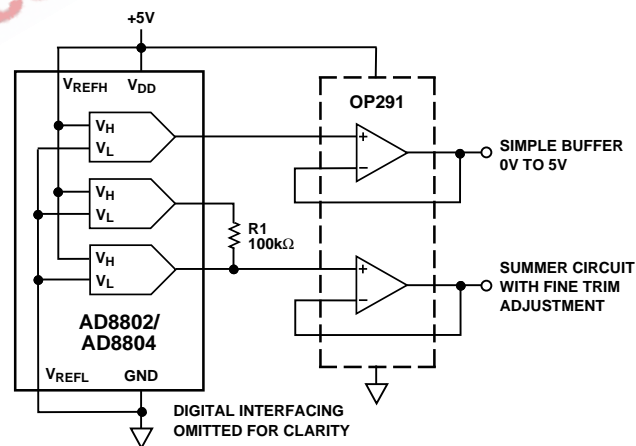 +5V
VREFH
VDD
OP291
VH
VL
VH
VL
VH
VL
R1
100kΩ
+
−
SIMPLE BUFFER
0V TO 5V
+
−
SUMMER CIRCUIT
WITH FINE TRIM
ADJUSTMENT
AD8802/
AD8804
VREFL
GND
DIGITAL INTERFACING
OMITTED FOR CLARITY